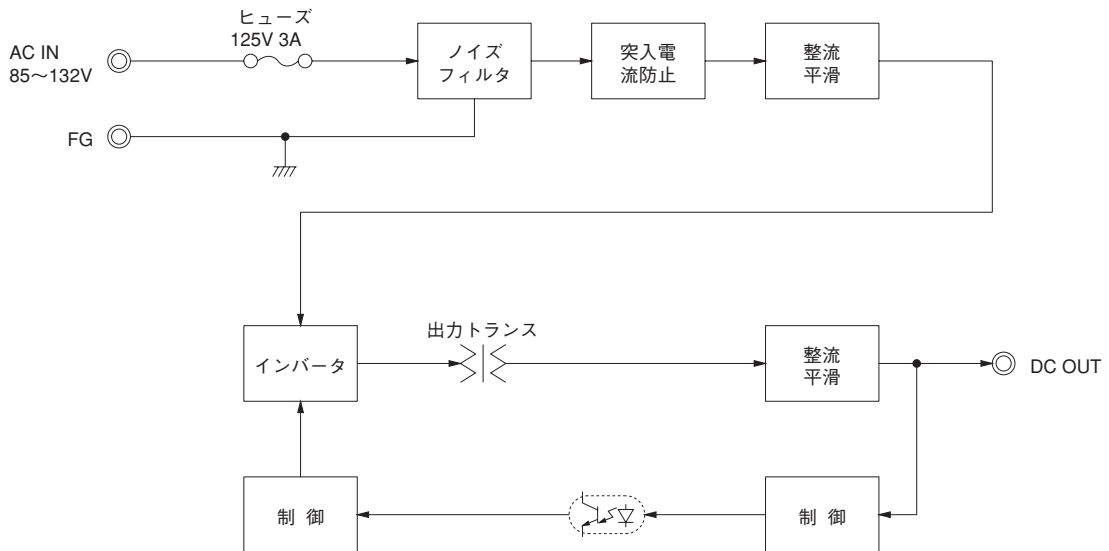 ヒューズ
125V 3A
AC IN
85～132V
ノイズ
フィルタ
突入電
流防止
整流
平滑
FG
インバータ
出力トランス
整流
平滑
DC OUT
制 御
制 御